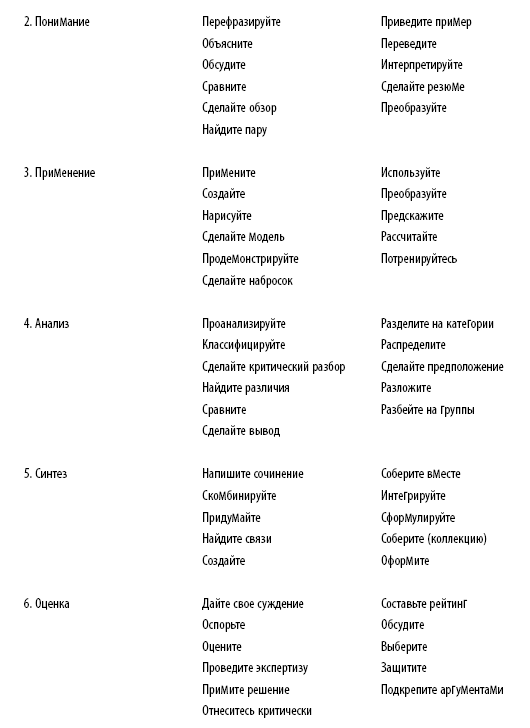 2. Понимание Перефразируйте Приведите пример
Объясните Переведите
Обсудите Интерпретируйте
Сравните Сделайте резюме
Сделайте обзор Преобразуйте
Найдите пару
3. Применение Примените Используйте
Создайте Преобразуйте
Нарисуйте Предскажите
Сделайте модель Рассчитайте
Продемонстрируйте Потренируйтесь
Сделайте набросок
4. Анализ Проанализируйте Разделите на категории
Классифицируйте Распределите
Сделайте критический разбор Сделайте предположение
Найдите различия Разложите
Сравните Разбейте на группы
Сделайте вывод
5. Синтез Напишите сочинение Соберите вместе
Скомбинируйте Интегрируйте
Придумайте Сформулируйте
Найдите связи Соберите (коллекцию)
Создайте Оформите
6. Оценка Дайте свое суждение Составьте рейтинг
Оспорьте Обсудите
Оцените Выберите
Проведите экспертизу Защитите
Примите решение Подкрепите аргументами
Отнеситесь критически